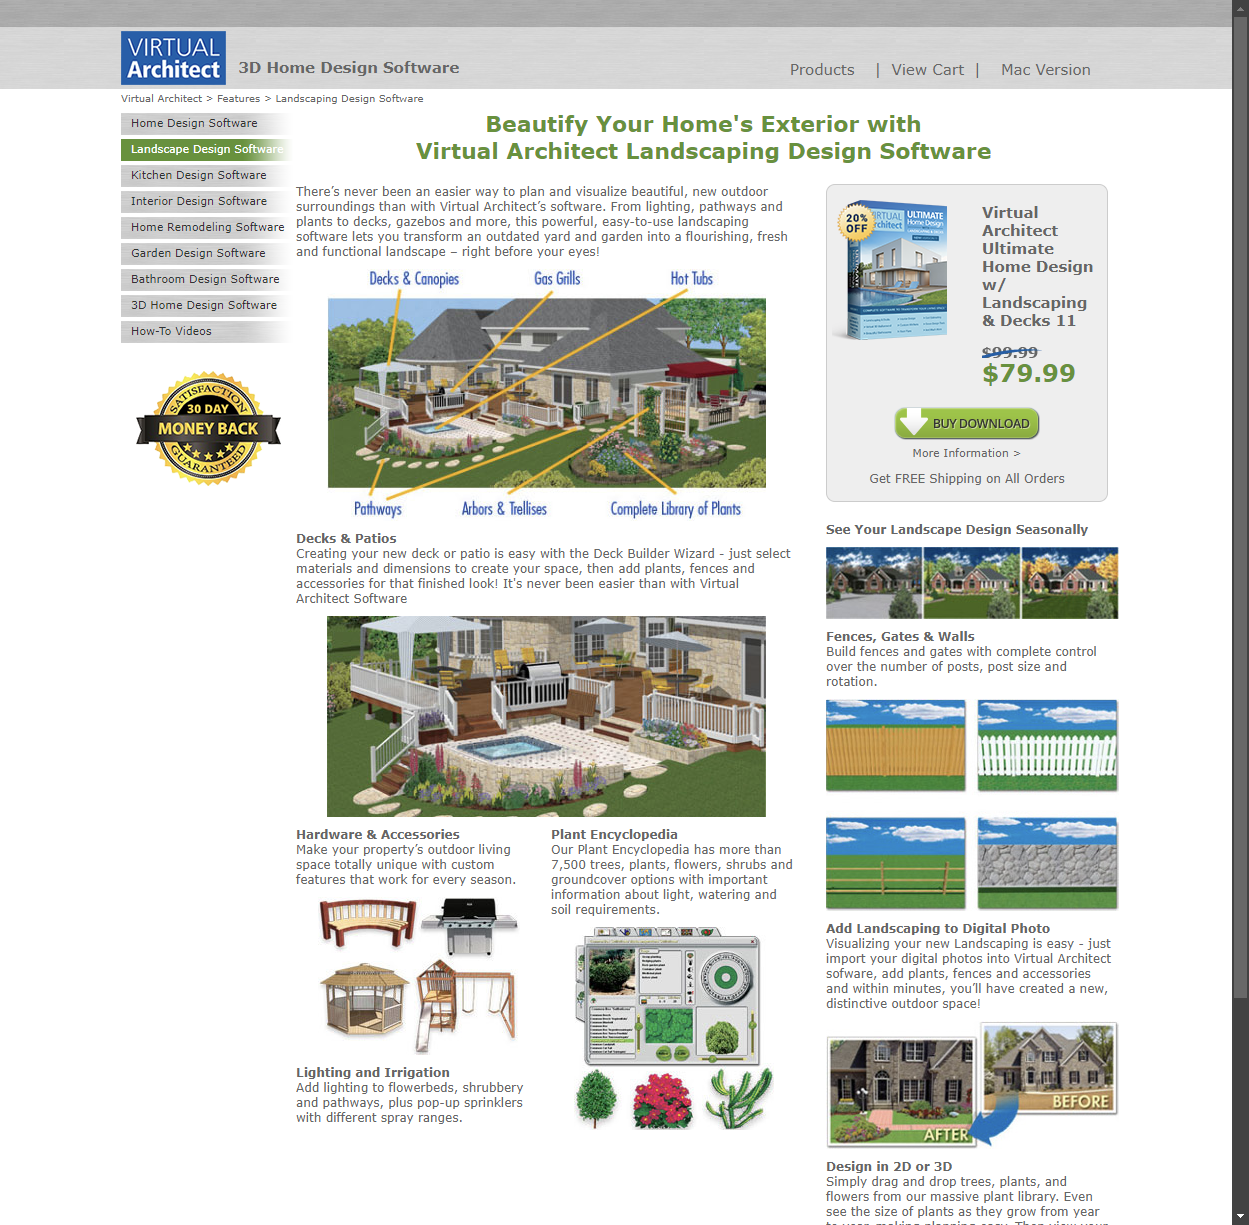 VIRTUAL
Architect
3D Home Design Software
Products | View Cart | Mac Version
Virtual Architect > Features > Landscaping Design Software
Home Design Software
Landscape Design Software
Kitchen Design Software
Interior Design Software
Home Remodeling Software
Garden Design Software
Bathroom Design Software
3D Home Design Software
How-To Videos
SATISFACTION
30 DAY
MONEY BACK
GUARANTEED
Beautify Your Home's Exterior with
Virtual Architect Landscaping Design Software
There’s never been an easier way to plan and visualize beautiful, new outdoor
surroundings than with Virtual Architect’s software. From lighting, pathways and
plants to decks, gazebos and more, this powerful, easy-to-use landscaping
software lets you transform an outdated yard and garden into a flourishing, fresh
and functional landscape – right before your eyes!
Decks & Canopies
Gas Grills
Hot Tubs
Pathways
Arbors & Trellises
Complete Library of Plants
Decks & Patios
Creating your new deck or patio is easy with the Deck Builder Wizard - just select
materials and dimensions to create your space, then add plants, fences and
accessories for that finished look! It's never been easier than with Virtual
Architect Software
Hardware & Accessories
Make your property’s outdoor living
space totally unique with custom
features that work for every season.
Lighting and Irrigation
Add lighting to flowerbeds, shrubbery
and pathways, plus pop-up sprinklers
with different spray ranges.
Plant Encyclopedia
Our Plant Encyclopedia has more than
7,500 trees, plants, flowers, shrubs and
groundcover options with important
information about light, watering and
soil requirements.
20%
OFF
VIRTUAL
Architect
ULTIMATE
Home Design
Virtual
Architect
Ultimate
Home Design
w/
Landscaping
& Decks 11
$99.99
$79.99
BUY DOWNLOAD
More Information >
Get FREE Shipping on All Orders
See Your Landscape Design Seasonally
Fences, Gates & Walls
Build fences and gates with complete control
over the number of posts, post size and
rotation.
Add Landscaping to Digital Photo
Visualizing your new Landscaping is easy - just
import your digital photos into Virtual Architect
sofware, add plants, fences and accessories
and within minutes, you’ll have created a new,
distinctive outdoor space!
BEFORE
AFTER
Design in 2D or 3D
Simply drag and drop trees, plants, and
flowers from our massive plant library. Even
see the size of plants as they grow from year